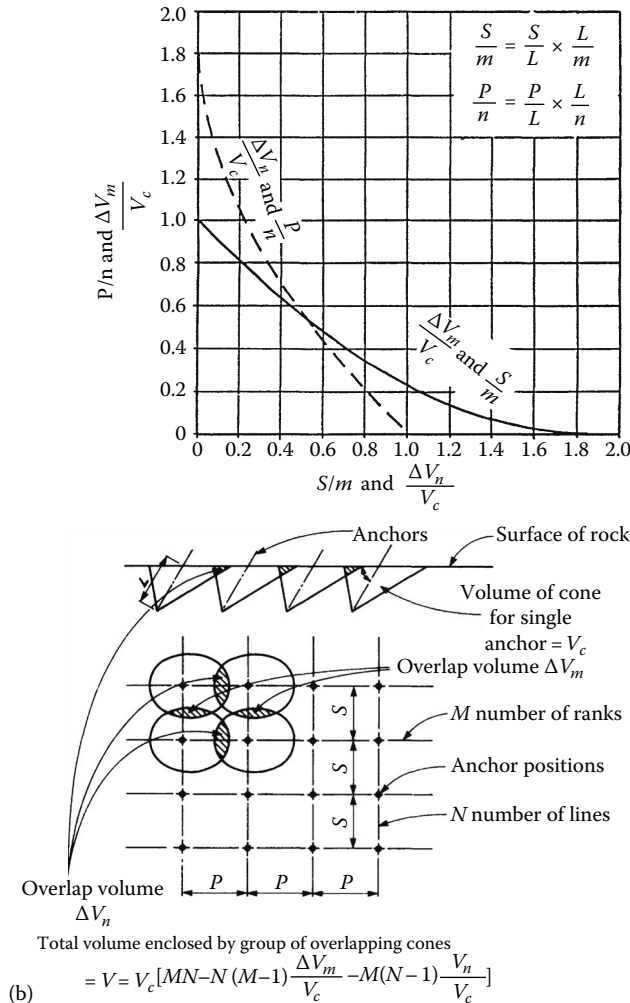 2.0
1.8
1.6
1.4
1.2
1.0
0.8
0.6
0.4
0.2
0
P/n and ΔV_m/V_c
S/m = S/L × L/m
P/n = P/L × L/n
ΔV_n/V_c and P/n
ΔV_m/V_c and S/m
0 0.2 0.4 0.6 0.8 1.0 1.2 1.4 1.6 1.8 2.0
S/m and ΔV_n/V_c
Anchors
Surface of rock
L
Volume of cone
for single
anchor = V_c
Overlap volume ΔV_m
S
M number of ranks
S
Anchor positions
S
N number of lines
P P P
Overlap volume
ΔV_n
Total volume enclosed by group of overlapping cones
(b) = V = V_c[MN–N (M–1) ΔV_m/V_c –M(N–1) V_n/V_c]